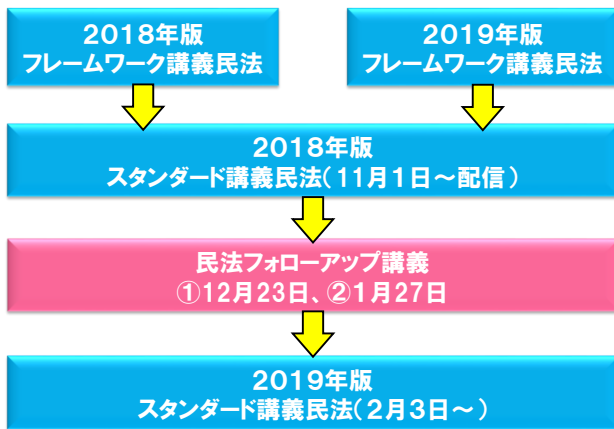 ２０１８年版
フレームワーク講義民法
２０１９年版
フレームワーク講義民法
２０１８年版
スタンダード講義民法（１１月１日～配信）
民法フォローアップ講義
①12月23日、②１月27日
２０１９年版
スタンダード講義民法（２月３日～）